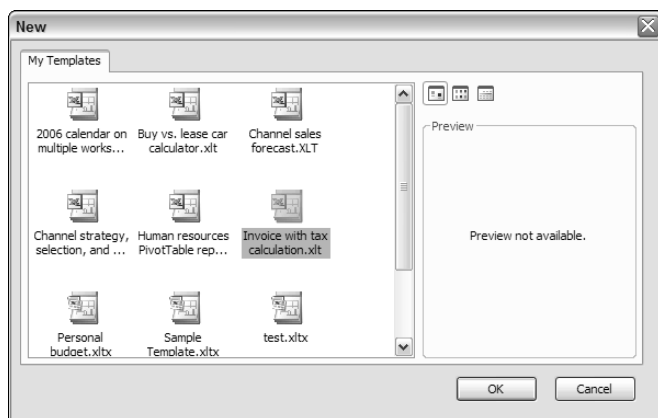 New
My Templates
2006 calendar on Buy vs. lease car Channel sales
multiple works... calculator.xlt forecast.XLT
Preview
Channel strategy, Human resources Invoice with tax
selection, and ... PivotTable rep... calculation.xlt
Preview not available.
Personal Sample test.xltx
budget.xltx Template.xltx
OK Cancel